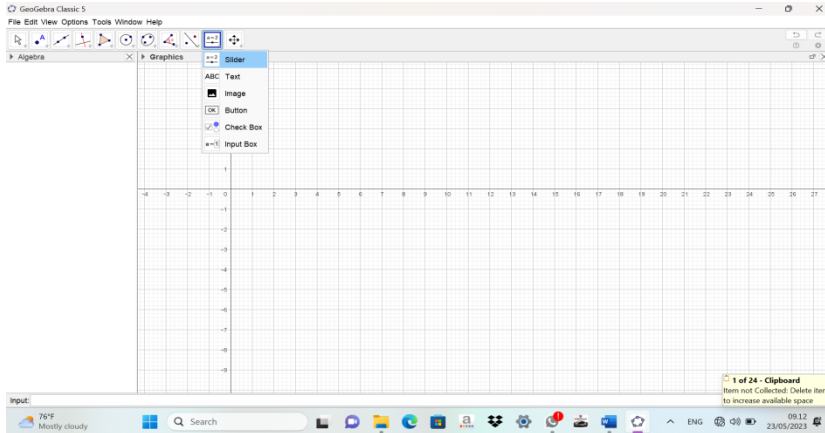 GeoGebra Classic 5
File Edit View Options Tools Window Help
A
a=2
Algebra
Graphics
a=2 Slider
ABC Text
Image
OK Button
Check Box
a=1 Input Box
1
-4 -3 -2 -1 0 1 2 3 4 5 6 7 8 9 10 11 12 13 14 15 16 17 18 19 20 21 22 23 24 25 26 27
-1
-2
-3
-4
-5
-6
-7
-8
-9
1 of 24 - Clipboard
Item not Collected: Delete iter
to increase available space
Input:
76°F
Mostly cloudy
Search
a
W
ENG
09.12
23/05/2023